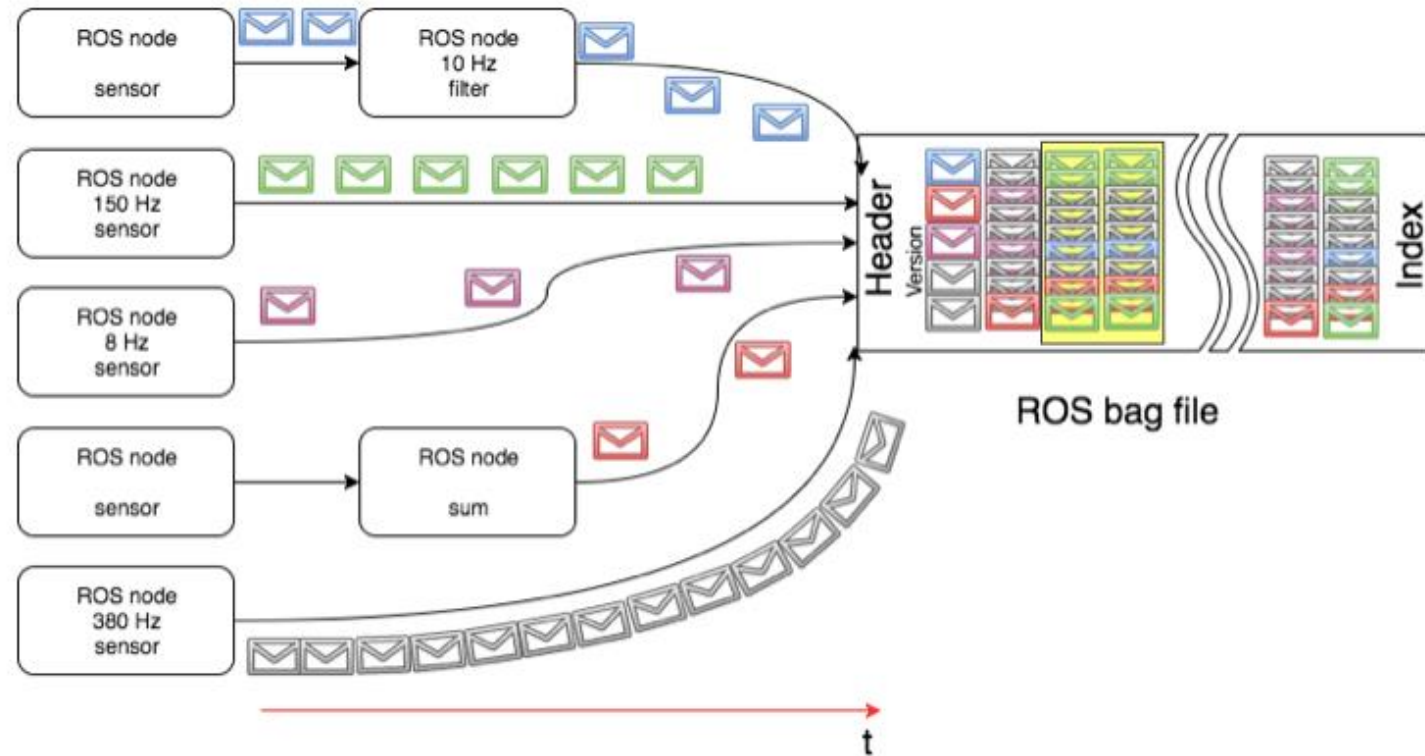 ROS node
sensor
ROS node
10 Hz
filter
ROS node
150 Hz
sensor
ROS node
8 Hz
sensor
ROS node
sensor
ROS node
sum
ROS node
380 Hz
sensor
Header
Version
Index
ROS bag file
t